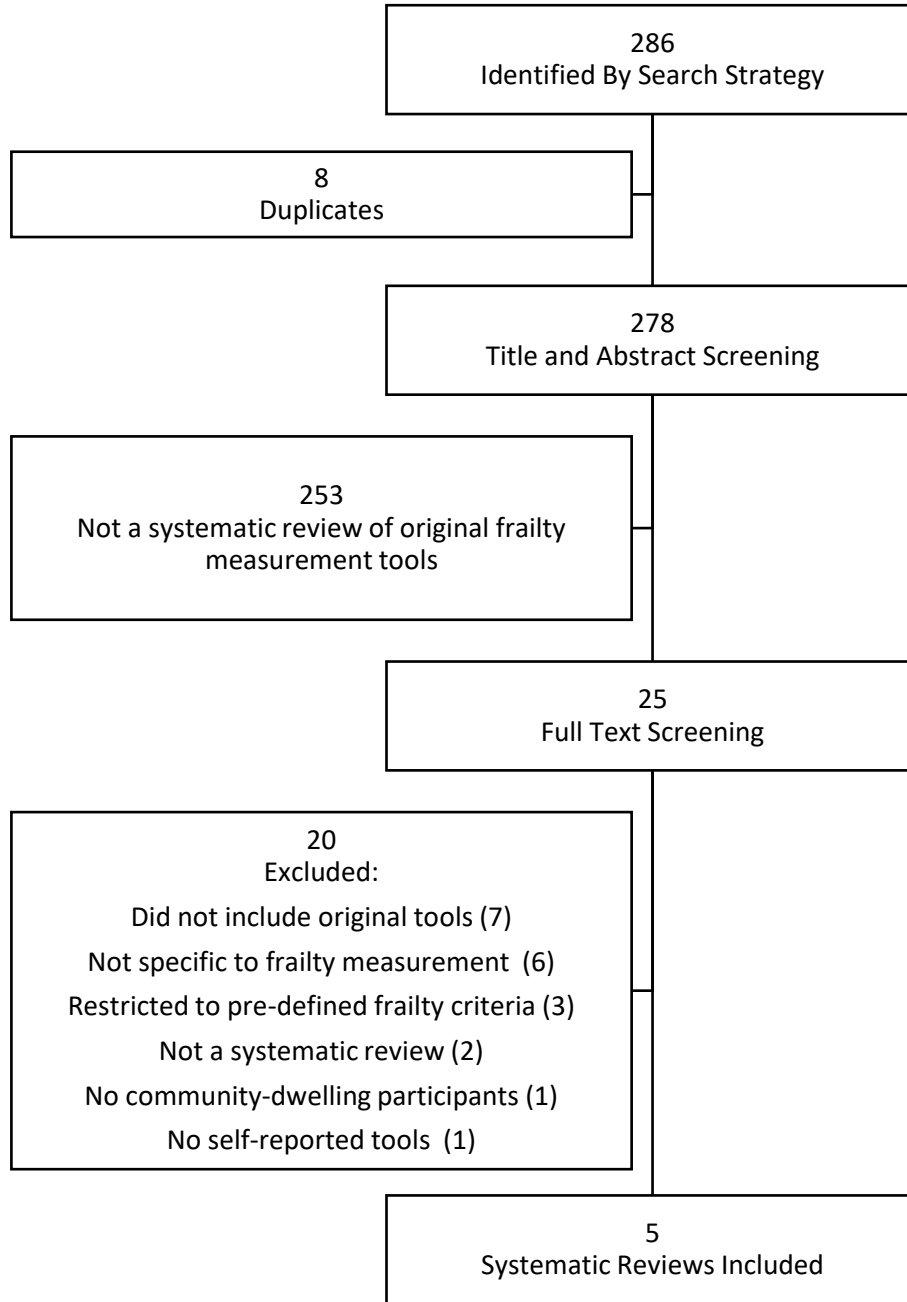 286
Identified By Search Strategy
8
Duplicates
278
Title and Abstract Screening
253
Not a systematic review of original frailty
measurement tools
25
Full Text Screening
20
Excluded:
Did not include original tools (7)
Not specific to frailty measurement (6)
Restricted to pre-defined frailty criteria (3)
Not a systematic review (2)
No community-dwelling participants (1)
No self-reported tools (1)
5
Systematic Reviews Included